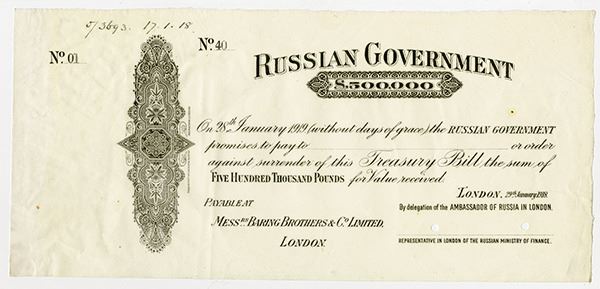 5/3693. 17.1.18
No. 01
No. 40
RUSSIAN GOVERNMENT
£.500.000
On 28th January 1919 (without days of grace) the RUSSIAN GOVERNMENT
promises to pay to or order
against surrender of this Treasury Bill, the sum of
FIVE HUNDRED THOUSAND POUNDS for Value received.
LONDON, 29th January, 1918.
PAYABLE AT
MESSRS BARING BROTHERS & CO LIMITED,
LONDON.
By delegation of the AMBASSADOR OF RUSSIA IN LONDON.
REPRESENTATIVE IN LONDON OF THE RUSSIAN MINISTRY OF FINANCE.